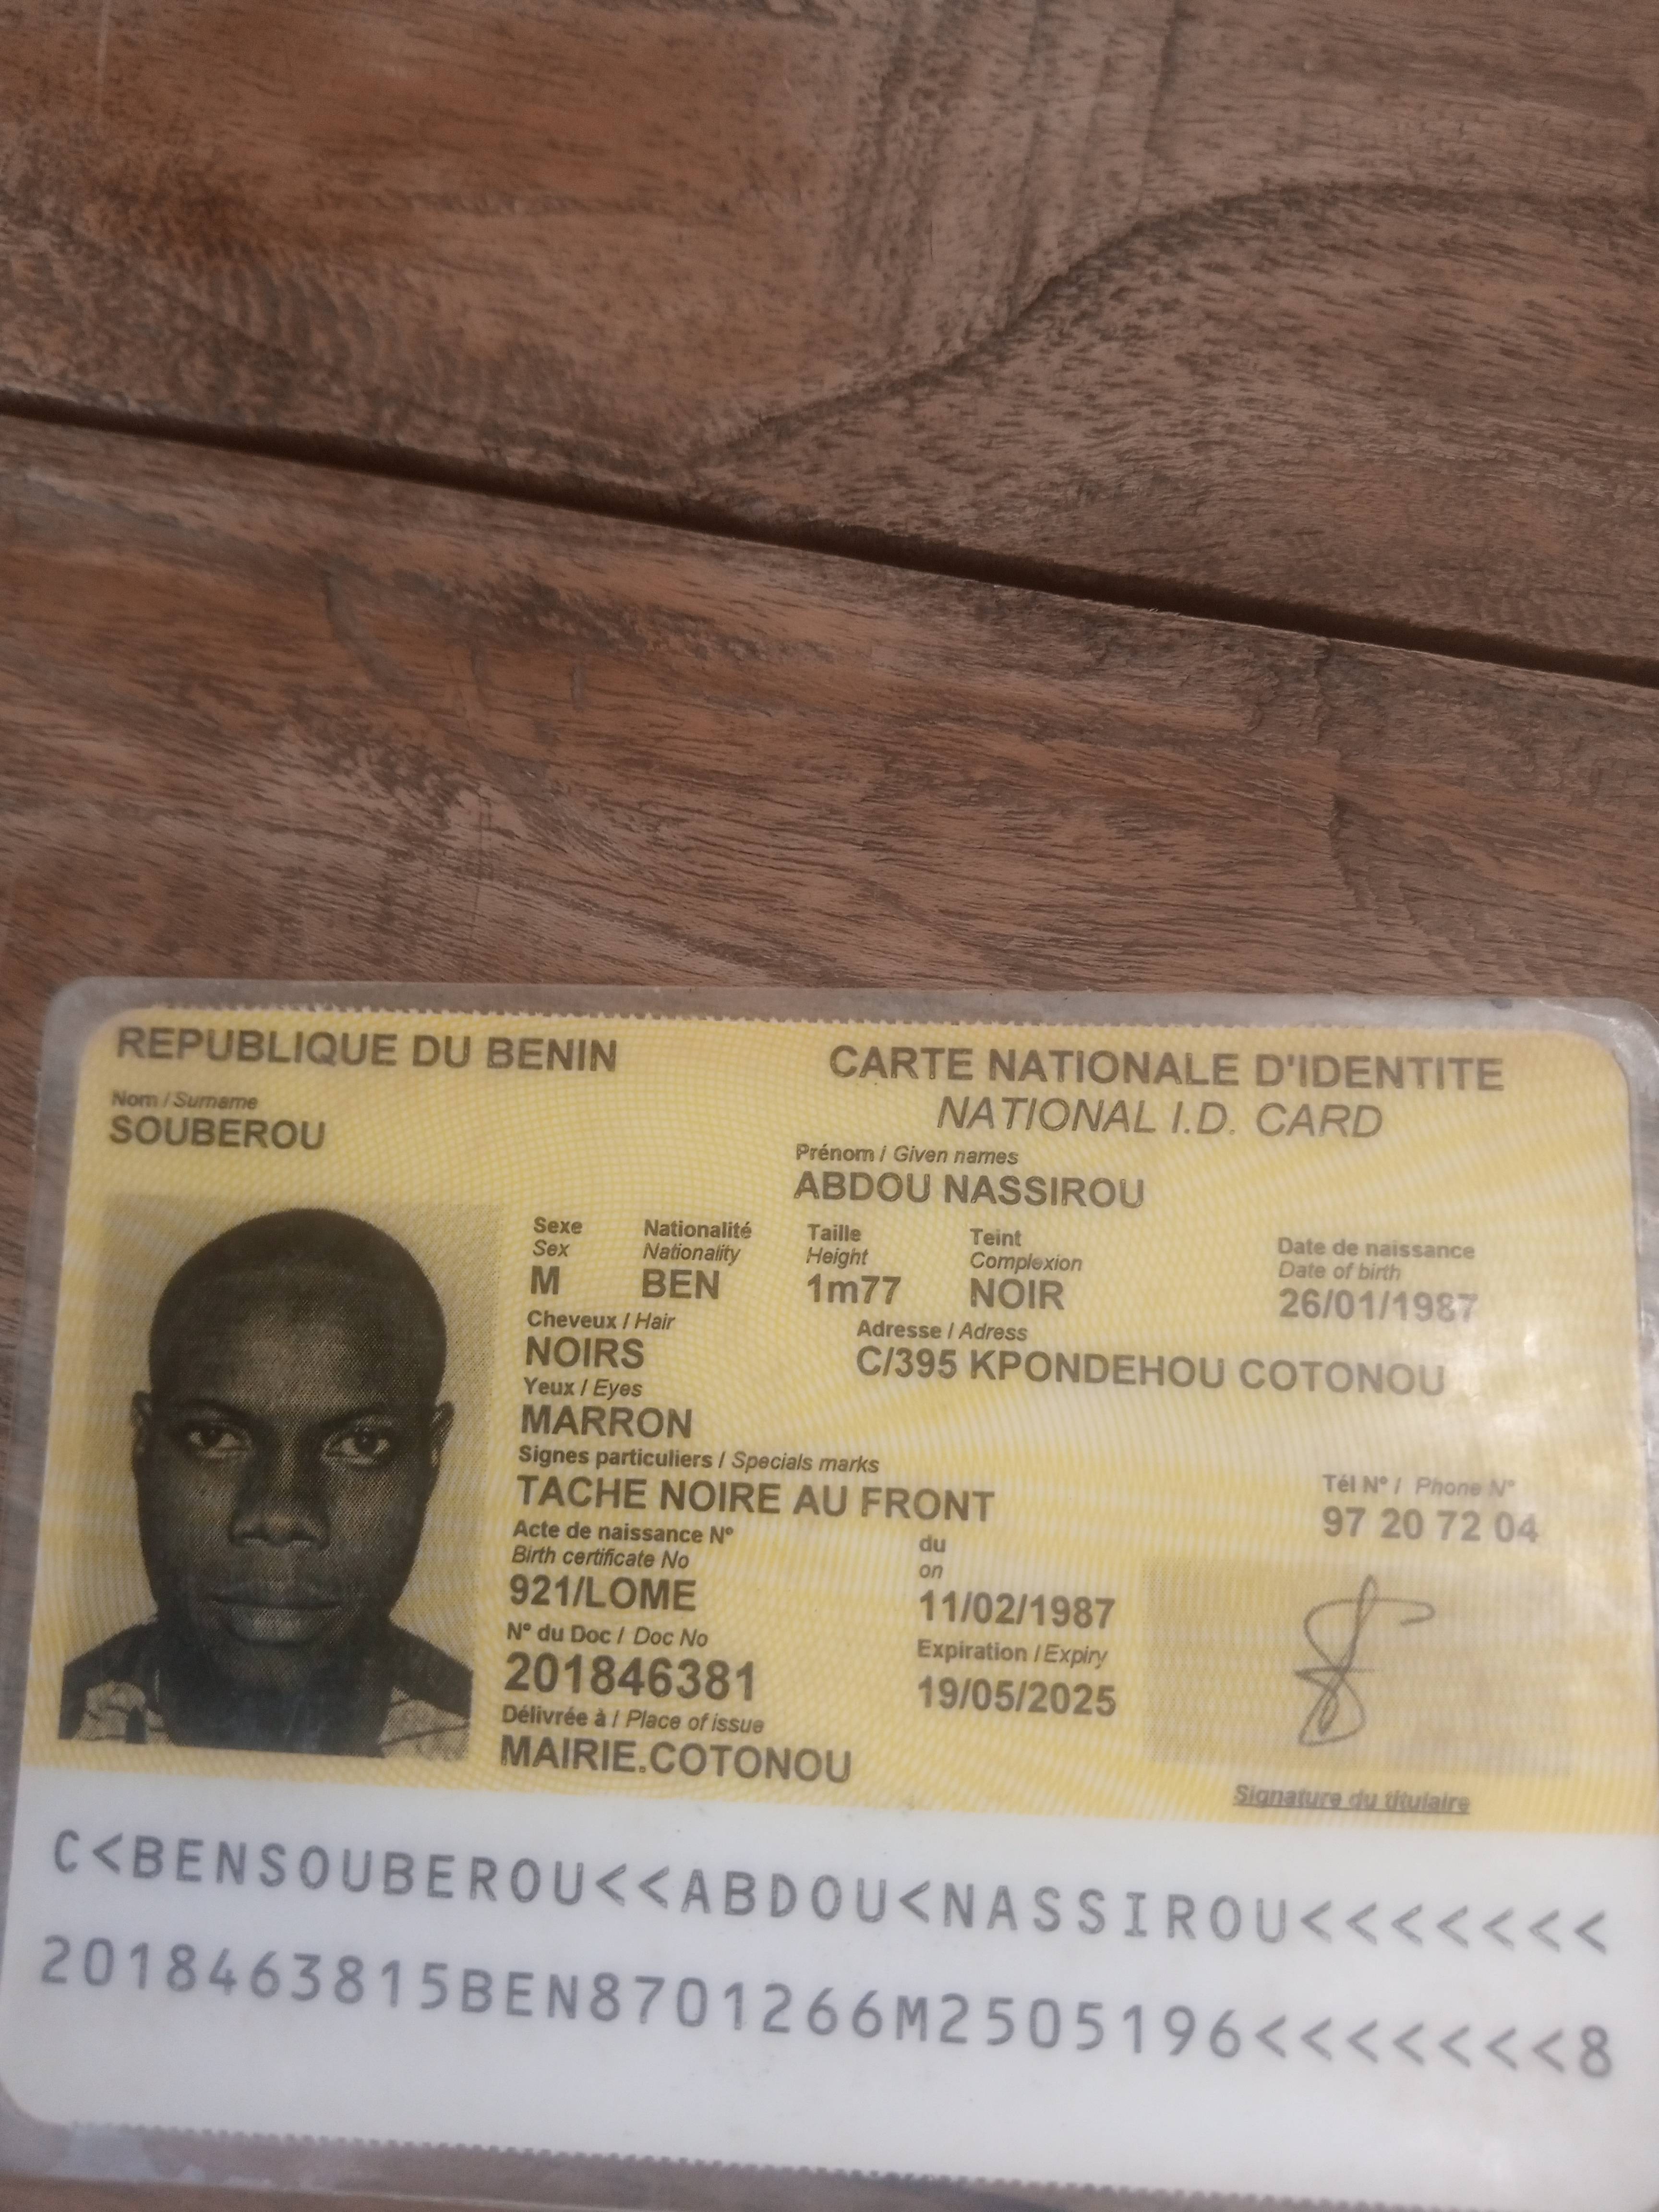 REPUBLIQUE DU BENIN
CARTE NATIONALE D'IDENTITE
NATIONAL I.D. CARD
Nom / Surname
SOUBEROU
Prénom / Given names
ABDOU NASSIROU
Sexe Nationalité Taille Teint Date de naissance
Sex Nationality Height Complexion Date of birth
M BEN 1m77 NOIR 26/01/1987
Cheveux / Hair Adresse / Adress
NOIRS C/395 KPONDEHOU COTONOU
Yeux / Eyes
MARRON
Signes particuliers / Specials marks Tél N° / Phone N°
TACHE NOIRE AU FRONT 97 20 72 04
Acte de naissance N° du
Birth certificate No on
921/LOME 11/02/1987
N° du Doc / Doc No Expiration / Expiry
201846381 19/05/2025
Délivrée à / Place of issue
MAIRIE.COTONOU
Signature du titulaire
C<BENSOUBEROU<<ABDOU<NASSIROU<<<<<<<
2018463815BEN8701266M2505196<<<<<<<8